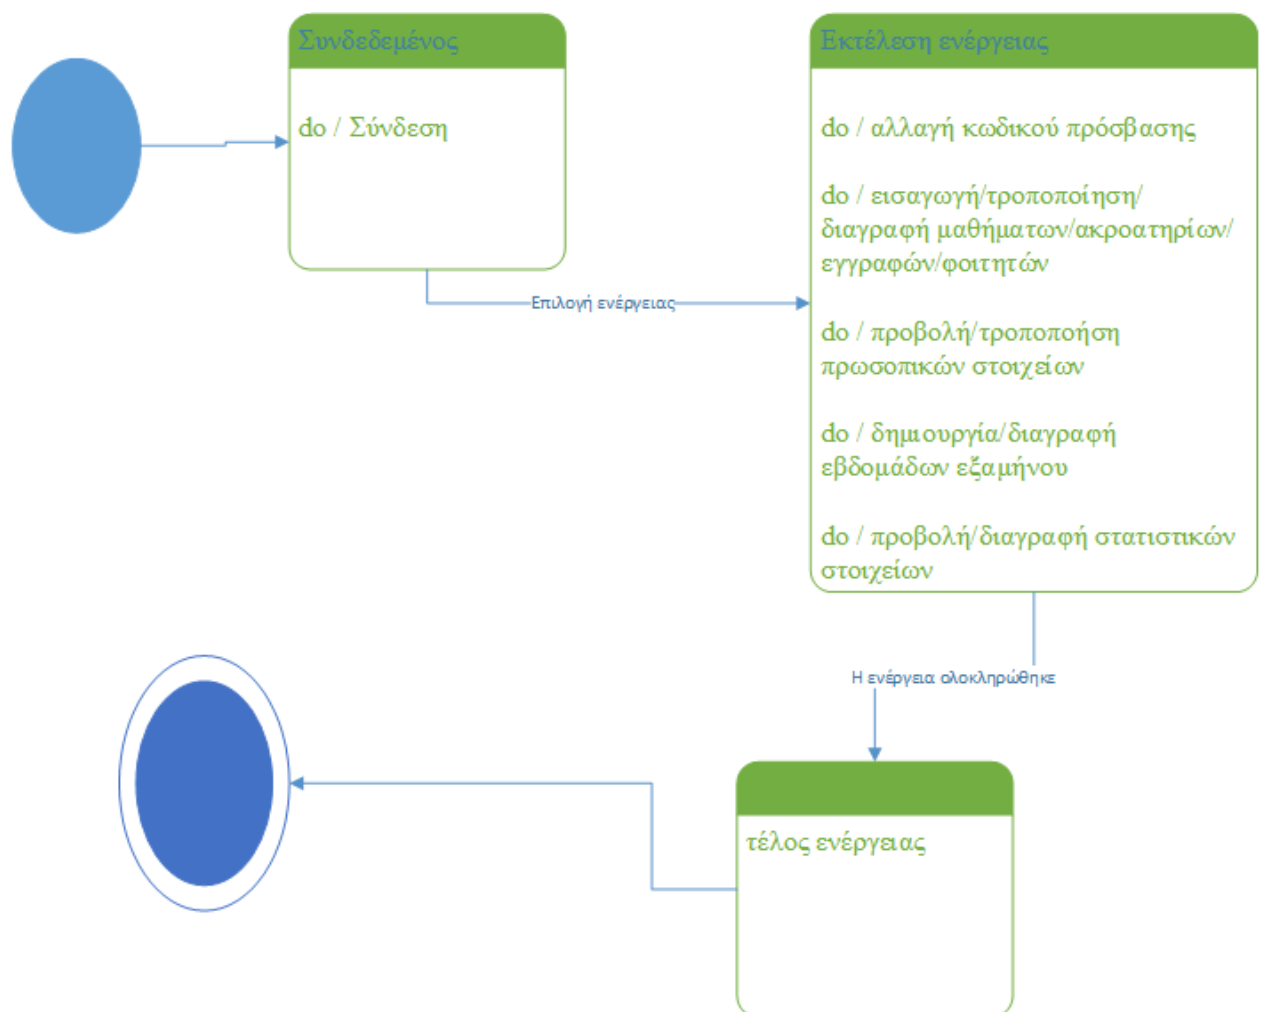 Συνδεδεμένος
do / Σύνδεση
Επιλογή ενέργειας
Εκτέλεση ενέργειας
do / αλλαγή κωδικού πρόσβασης
do / εισαγωγή/τροποποίηση/
διαγραφή μαθήματων/ακροατηρίων/
εγγραφών/φοιτητών
do / προβολή/τροποποήση
πρωσοπικών στοιχείων
do / δημιουργία/διαγραφή
εβδομάδων εξαμήνου
do / προβολή/διαγραφή στατιστικών
στοιχείων
Η ενέργεια ολοκληρώθηκε
τέλος ενέργειας